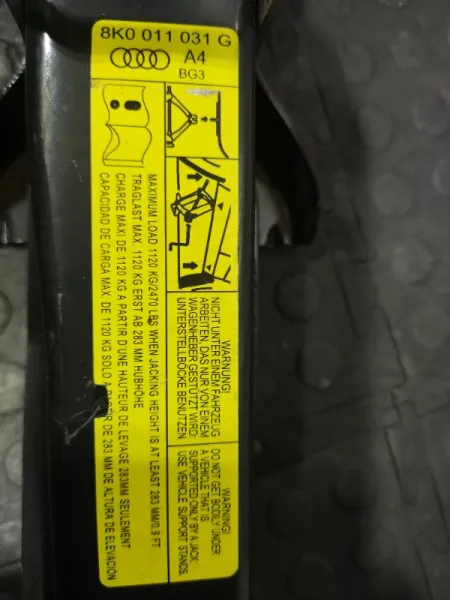 8K0 011 031 G
A4
BG3
MAXIMUM LOAD 1120 KG/2470 LBS WHEN JACKING HEIGHT IS AT LEAST 283 MM/0.9 FT
TRAGLAST MAX. 1120 KG ERST AB 283 MM HUBHÖHE
CHARGE MAXI DE 1120 KG A PARTIR D'UNE HAUTEUR DE LEVAGE 283MM SEULEMENT
CAPACIDAD DE CARGA MAX. DE 1120 KG SOLO A PARTIR DE 283 MM DE ALTURA DE ELEVACIÓN
WARNUNG!
NICHT UNTER EINEM FAHRZEUG
ARBEITEN, DAS NUR VON EINEM
WAGENHEBER GESTÜTZT WIRD:
UNTERSTELLBÖCKE BENUTZEN
WARNING!
DO NOT GET BODILY UNDER
A VEHICLE THAT IS
SUPPORTED ONLY BY A JACK:
USE VEHICLE SUPPORT STANDS.